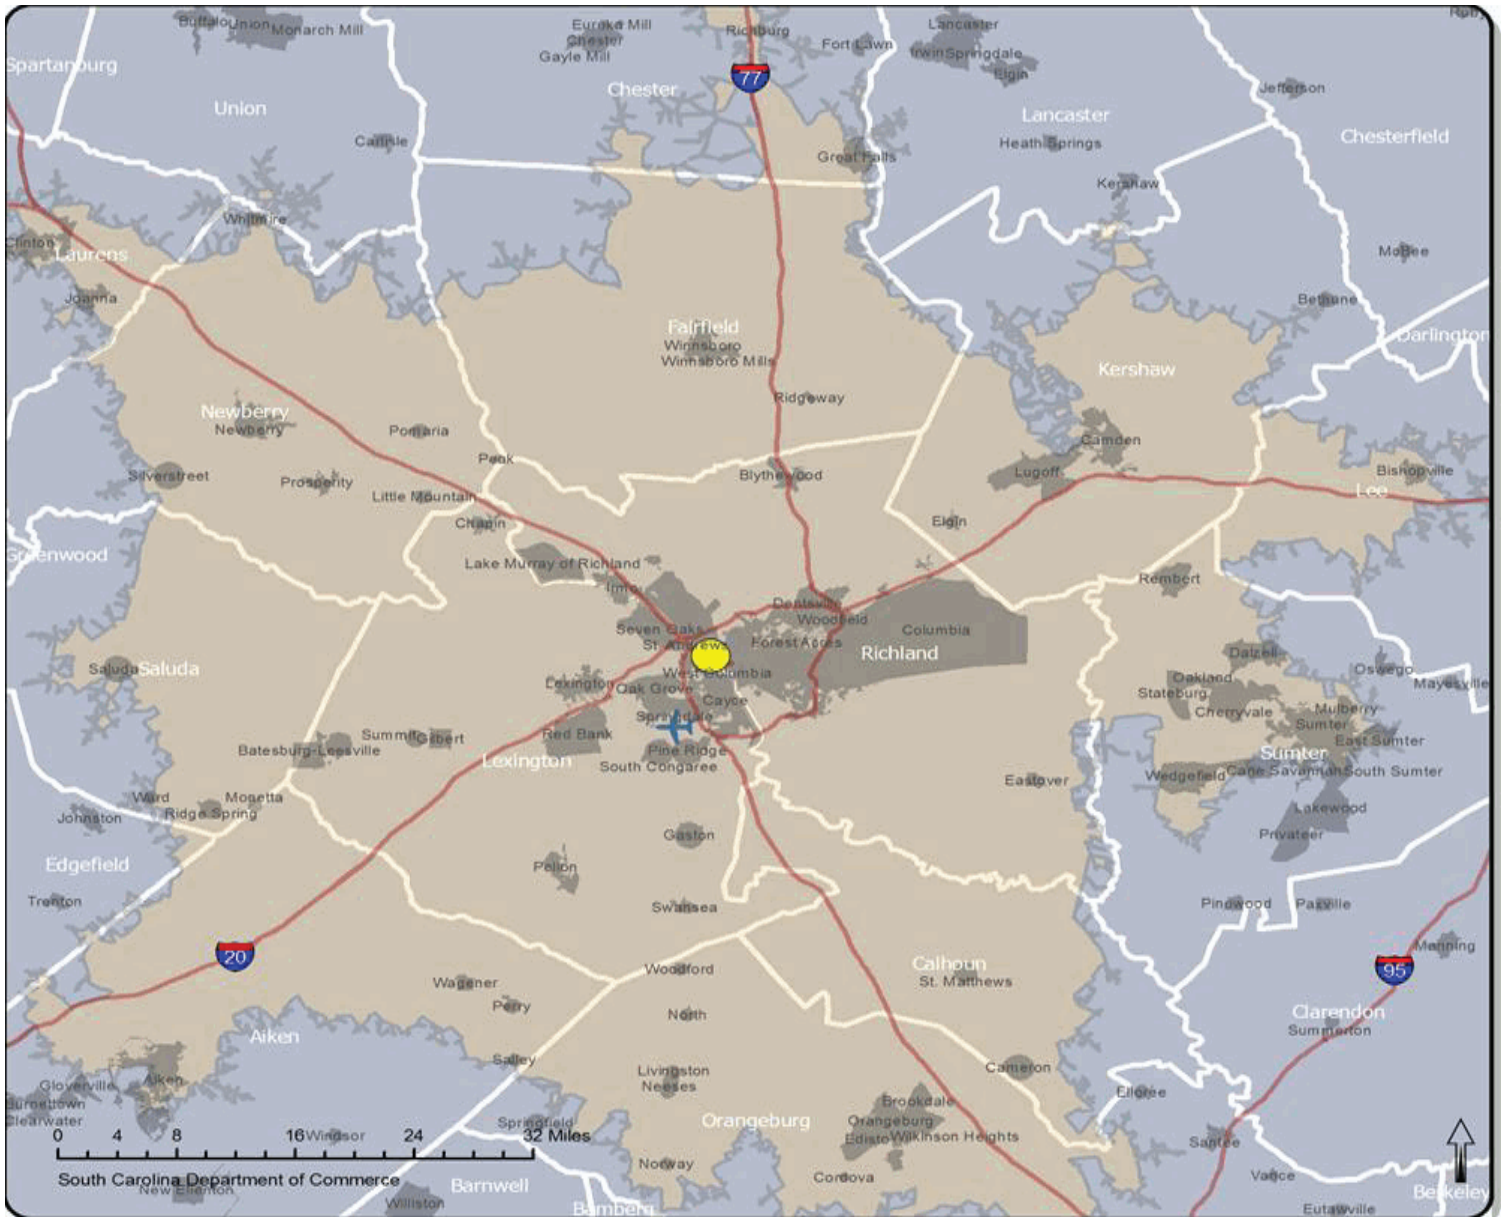 Buffalo
Union
Monarch Mill
Eureka Mill
Chester
Gayle Mill
Richburg
Fort Lawn
Lancaster
Irwin
Springdale
Elgin
Ruby
Spartanburg
Union
Chester
77
Lancaster
Jefferson
Chesterfield
Carlisle
Great Falls
Heath Springs
Kershaw
Whitmire
Clinton
Laurens
McBee
Joanna
Bethune
Fairfield
Winnsboro
Winnsboro Mills
Darlington
Kershaw
Ridgeway
Newberry
Newberry
Pomaria
Camden
Peak
Silverstreet
Prosperity
Little Mountain
Blythewood
Lugoff
Bishopville
Lee
Chapin
Elgin
Greenwood
Lake Murray of Richland
Irmo
Rembert
Dentsville
Woodfield
Seven Oaks
St. Andrews
Forest Acres
Columbia
Richland
Saluda
Saluda
West Columbia
Lexington
Oak Grove
Cayce
Springdale
Dalzell
Oswego
Mayesville
Oakland
Stateburg
Cherryvale
Mulberry
Sumter
East Sumter
Sumter
Batesburg-Leesville
Summit
Gilbert
Red Bank
Pine Ridge
South Congaree
Lexington
Eastover
Wedgefield
Cane Savannah
South Sumter
Ward
Monetta
Ridge Spring
Johnston
Lakewood
Privateer
Gaston
Edgefield
Pelion
Trenton
Swansea
Pinewood
Paxville
Manning
20
95
Woodford
Calhoun
St. Matthews
Wagener
Perry
North
Clarendon
Summerton
Aiken
Salley
Cameron
Gloverville
Aiken
Livingston
Neeses
Elloree
Burnettown
Clearwater
Brookdale
Orangeburg
Springfield
Orangeburg
Edisto
Wilkinson Heights
0 4 8 16 24 32 Miles
Windsor
Santee
Norway
Cordova
Vance
South Carolina Department of Commerce
New Ellenton
Barnwell
Williston
Bamberg
Berkeley
Eutawville